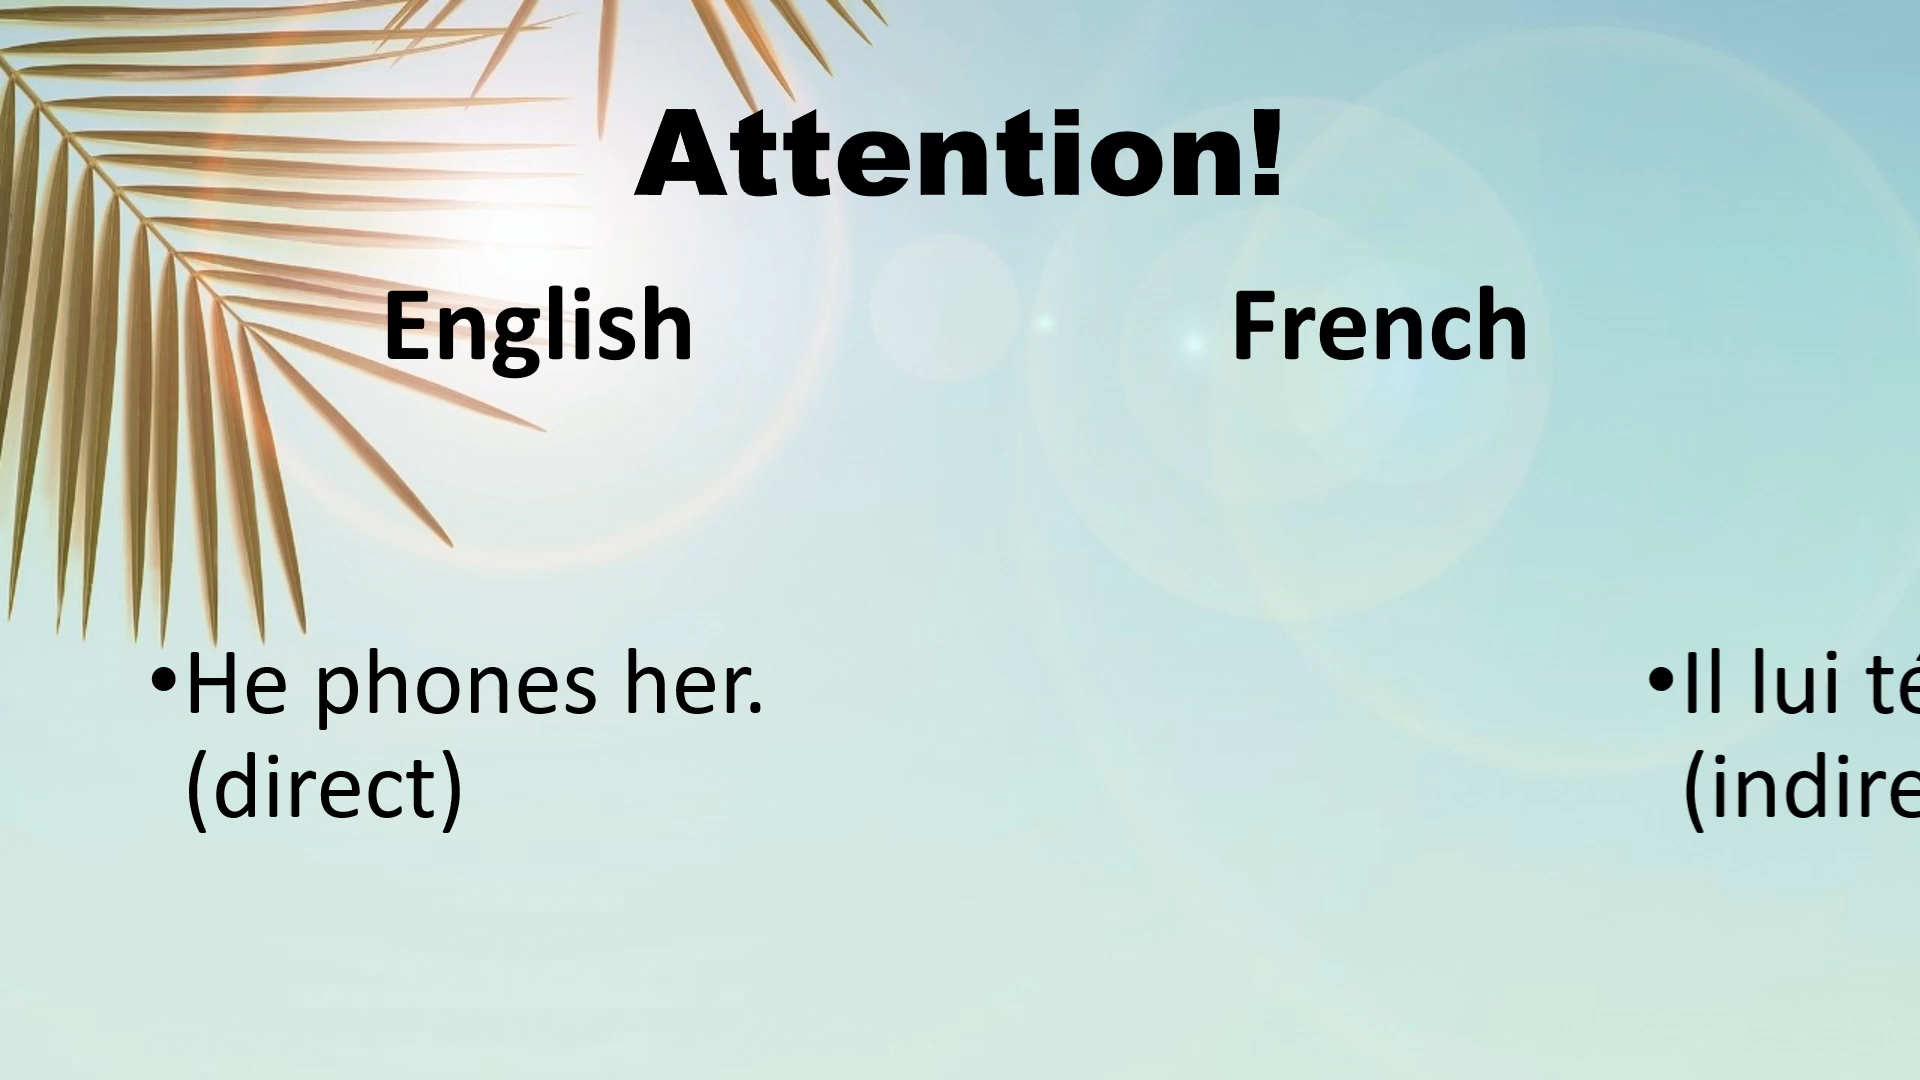 Attention!
English
French
•He phones her.
(direct)
•Il lui